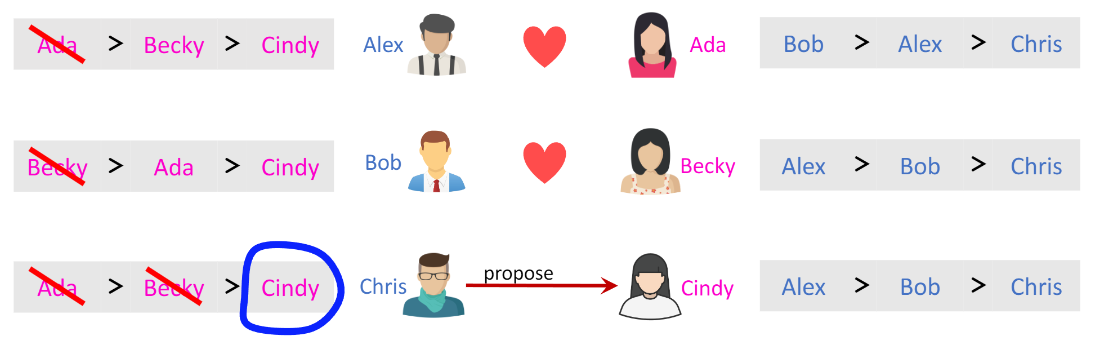 Ada > Becky > Cindy Alex Ada Bob > Alex > Chris
Becky > Ada > Cindy Bob Becky Alex > Bob > Chris
Ada > Becky > Cindy Chris propose Cindy Alex > Bob > Chris